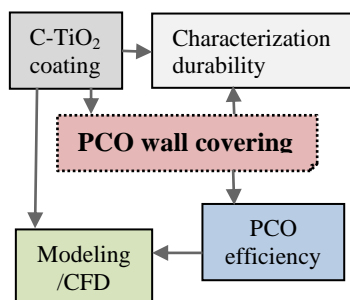 C-TiO₂
coating
Characterization
durability
PCO wall covering
PCO
efficiency
Modeling
/CFD